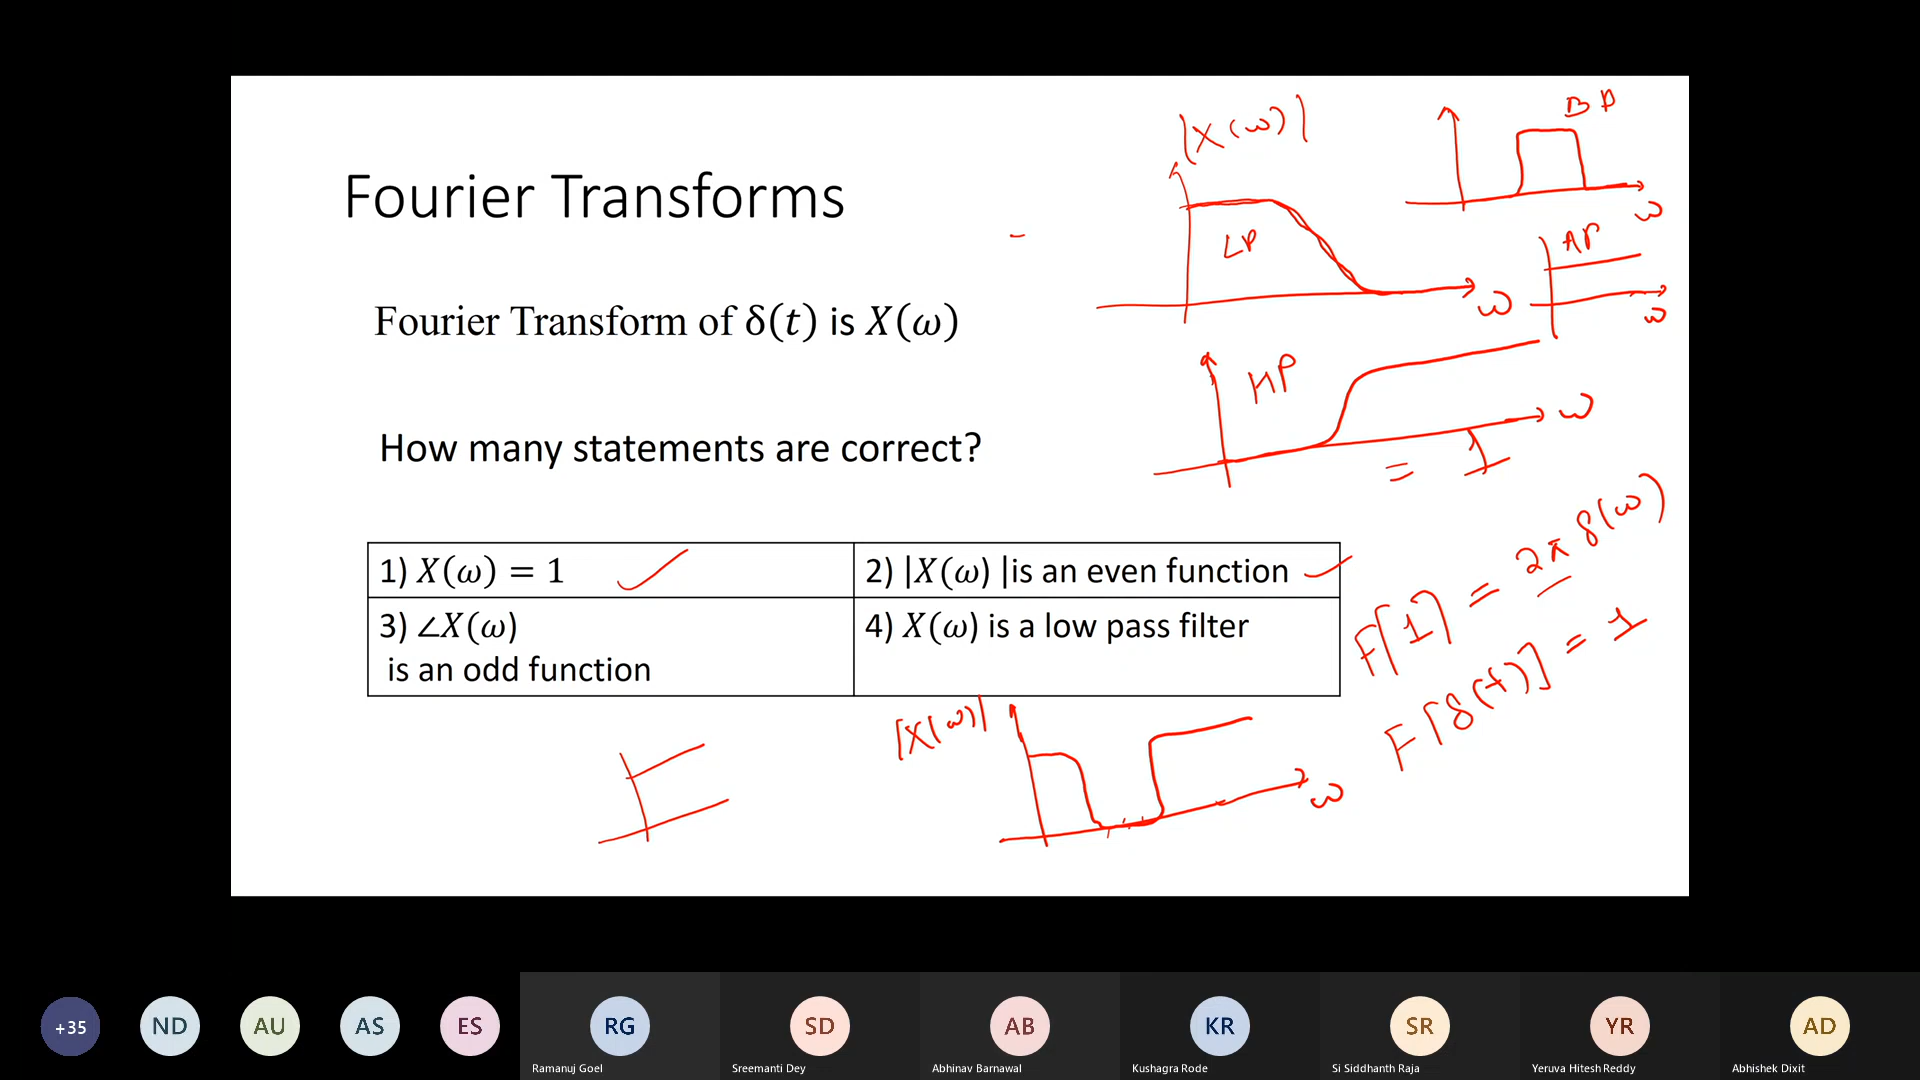 Fourier Transforms
Fourier Transform of δ(t) is X(ω)
How many statements are correct?
1) X(ω) = 1
2) |X(ω) |is an even function
3) ∠X(ω)
is an odd function
4) X(ω) is a low pass filter
|X(ω)|
LP
ω
BP
ω
AP
ω
HP
ω
= 1
F[1] = 2π δ(ω)
F[δ(t)] = 1
|X(ω)|
ω
+35
ND
AU
AS
ES
RG
Ramanuj Goel
SD
Sreemanti Dey
AB
Abhinav Barnawal
KR
Kushagra Rode
SR
Si Siddhanth Raja
YR
Yeruva Hitesh Reddy
AD
Abhishek Dixit